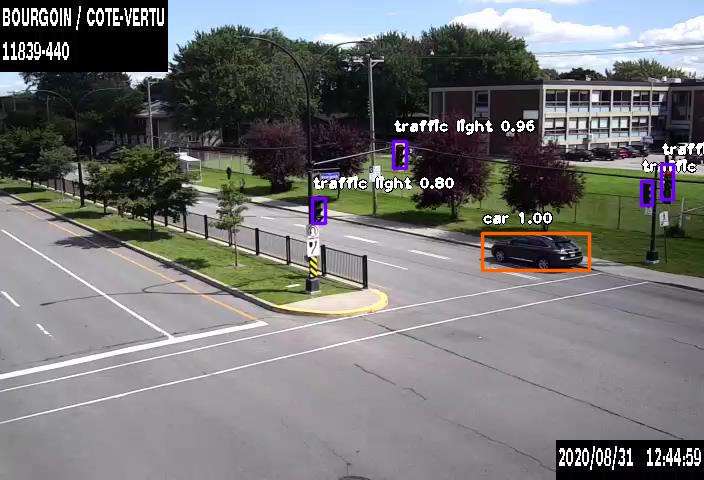 BOURGOIN / COTE-VERTU
11839-440
traffic light 0.96
traffic
traffic light 0.80
car 1.00
2020/08/31 12:44:59